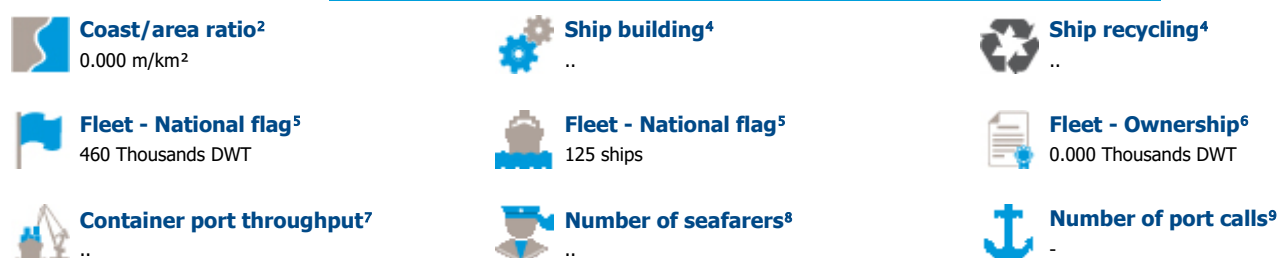 Coast/area ratio²
0.000 m/km²
Ship building⁴
..
Ship recycling⁴
..
Fleet - National flag⁵
460 Thousands DWT
Fleet - National flag⁵
125 ships
Fleet - Ownership⁶
0.000 Thousands DWT
Container port throughput⁷
..
Number of seafarers⁸
..
Number of port calls⁹
-